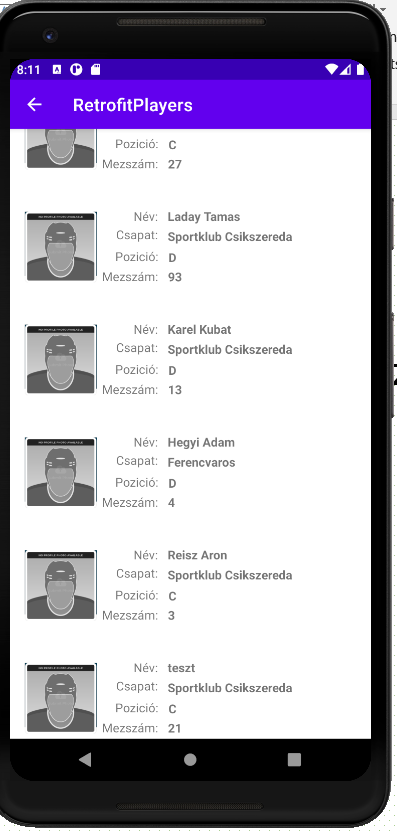 8:11
RetrofitPlayers
Pozició: C
Mezszám: 27
Név: Laday Tamas
Csapat: Sportklub Csikszereda
Pozició: D
Mezszám: 93
Név: Karel Kubat
Csapat: Sportklub Csikszereda
Pozició: D
Mezszám: 13
Név: Hegyi Adam
Csapat: Ferencvaros
Pozició: D
Mezszám: 4
Név: Reisz Aron
Csapat: Sportklub Csikszereda
Pozició: C
Mezszám: 3
Név: teszt
Csapat: Sportklub Csikszereda
Pozició: C
Mezszám: 21